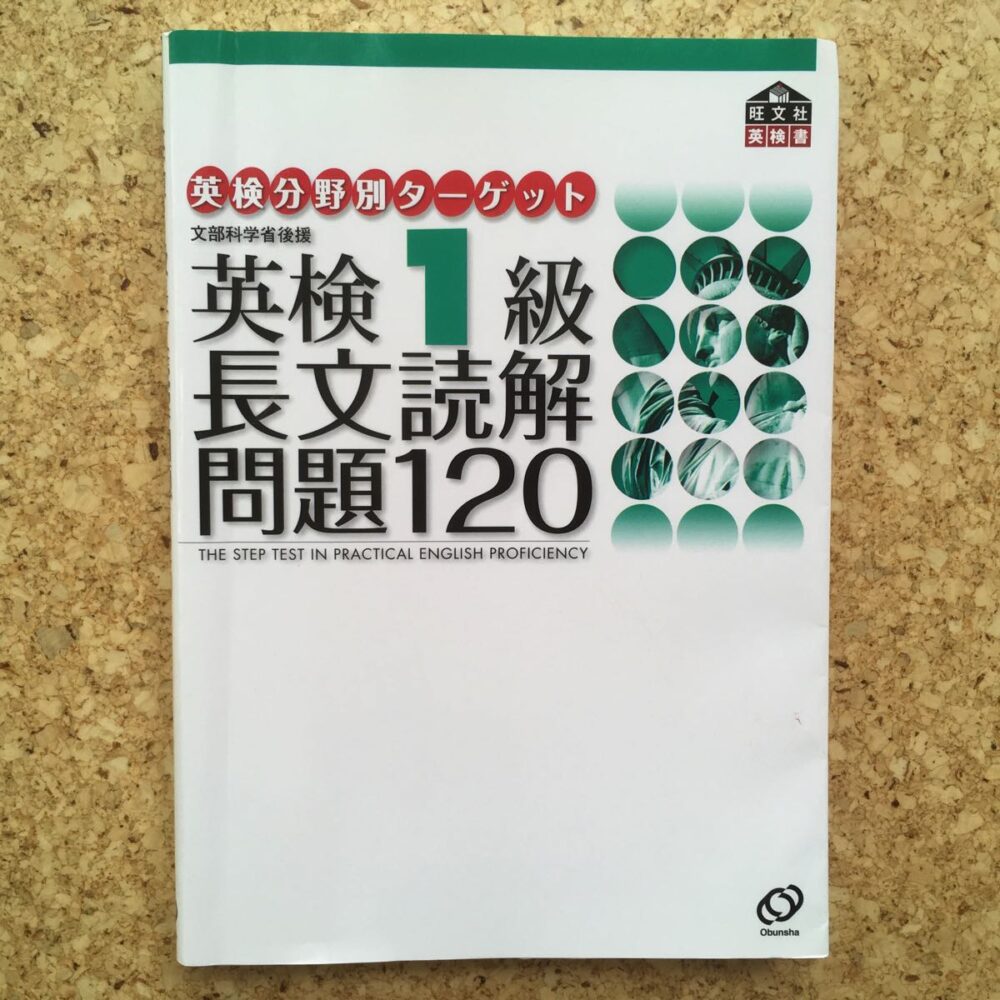 旺文社
英検書
英検分野別ターゲット
文部科学省後援
英検1級
長文読解
問題120
THE STEP TEST IN PRACTICAL ENGLISH PROFICIENCY
Obunsha